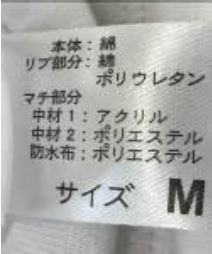 本体：綿
リブ部分：綿
ポリウレタン
マチ部分
中材1：アクリル
中材2：ポリエステル
防水布：ポリエステル
サイズ M